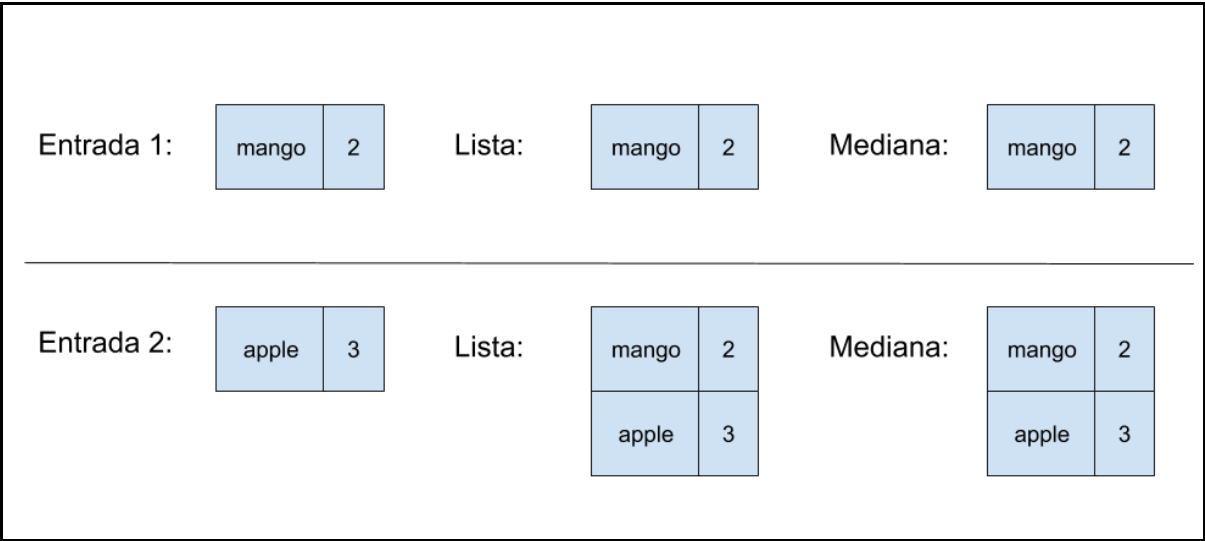 Entrada 1: mango 2 Lista: mango 2 Mediana: mango 2
Entrada 2: apple 3 Lista: mango 2 Mediana: mango 2
apple 3 apple 3